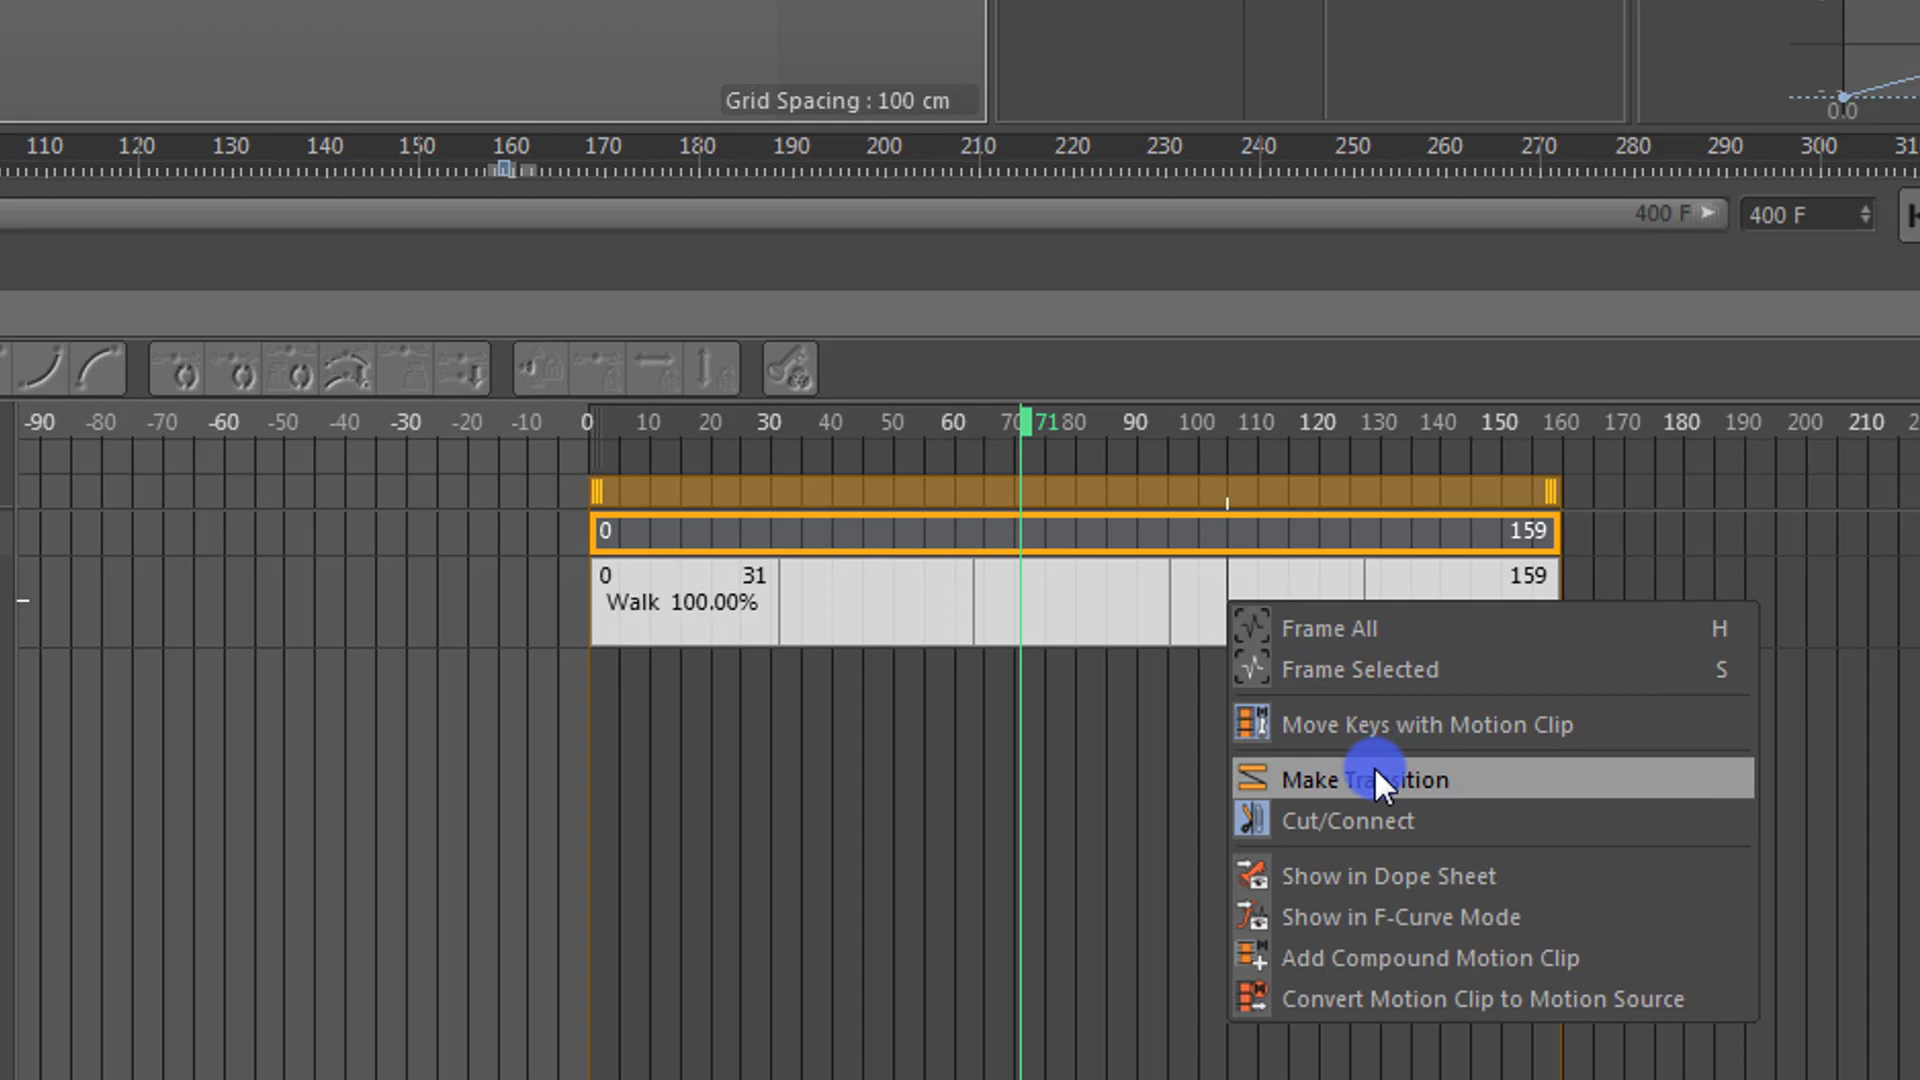 Grid Spacing : 100 cm
0.0
110 120 130 140 150 160 170 180 190 200 210 220 230 240 250 260 270 280 290 300 31
400 F 400 F
-90 -80 -70 -60 -50 -40 -30 -20 -10 0 10 20 30 40 50 60 70 71 80 90 100 110 120 130 140 150 160 170 180 190 200 210 2
0 159
0 31 159
Walk 100.00%
Frame All H
Frame Selected S
Move Keys with Motion Clip
Make Transition
Cut/Connect
Show in Dope Sheet
Show in F-Curve Mode
Add Compound Motion Clip
Convert Motion Clip to Motion Source